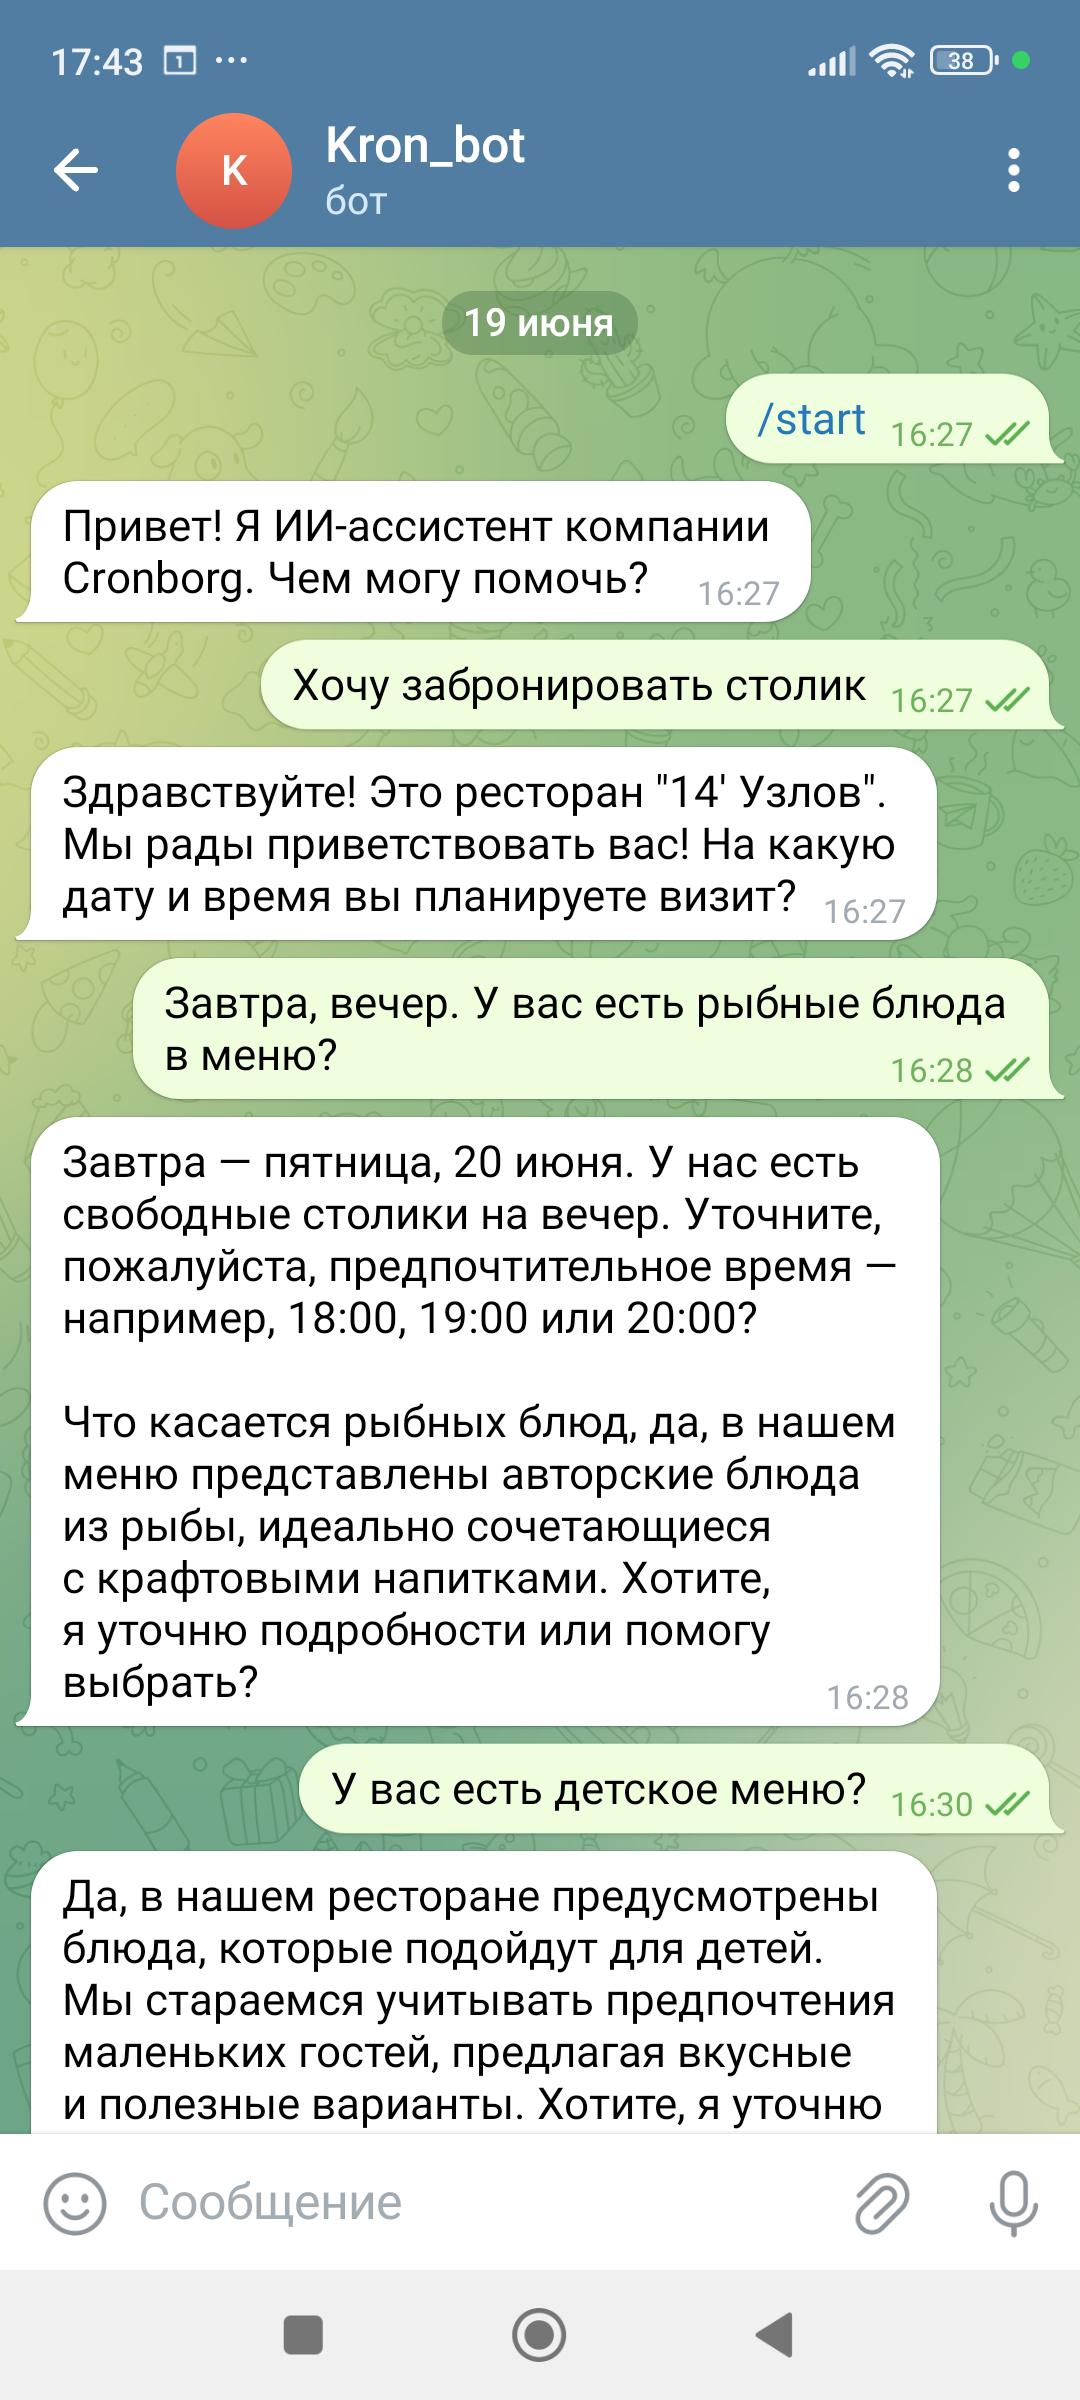 17:43 1 ... 38
K
Kron_bot
бот
19 июня
/start 16:27
Привет! Я ИИ-ассистент компании
Cronborg. Чем могу помочь? 16:27
Хочу забронировать столик 16:27
Здравствуйте! Это ресторан "14' Узлов".
Мы рады приветствовать вас! На какую
дату и время вы планируете визит? 16:27
Завтра, вечер. У вас есть рыбные блюда
в меню? 16:28
Завтра — пятница, 20 июня. У нас есть
свободные столики на вечер. Уточните,
пожалуйста, предпочтительное время —
например, 18:00, 19:00 или 20:00?
Что касается рыбных блюд, да, в нашем
меню представлены авторские блюда
из рыбы, идеально сочетающиеся
с крафтовыми напитками. Хотите,
я уточню подробности или помогу
выбрать? 16:28
У вас есть детское меню? 16:30
Да, в нашем ресторане предусмотрены
блюда, которые подойдут для детей.
Мы стараемся учитывать предпочтения
маленьких гостей, предлагая вкусные
и полезные варианты. Хотите, я уточню
Сообщение